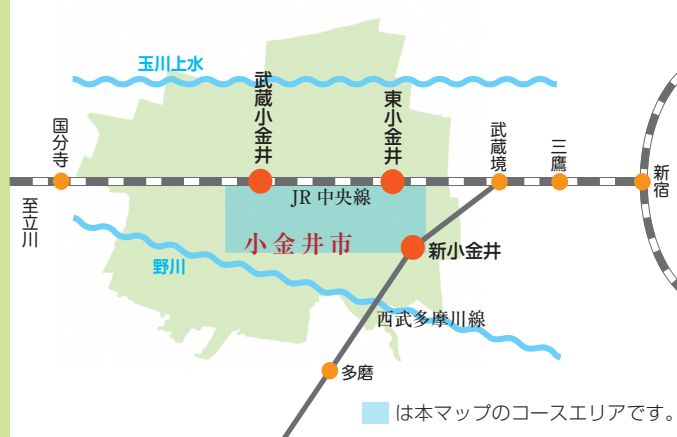 玉川上水
武蔵小金井
東小金井
国分寺
武蔵境
三鷹
新宿
JR 中央線
至立川
小金井市
新小金井
野川
西武多摩川線
多磨
は本マップのコースエリアです。